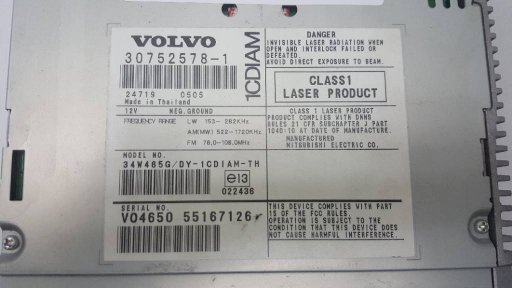 VOLVO
30752578-1
1CDIAM
24719 0505
Made in Thailand
12V NEG.GROUND
FREQUENCY RANGE LW 153- 282KHz
AM(MW) 522-1720KHz
FM 76,0-108,0MHz
MODEL NO.
34W465G/DY-1CDIAM-TH
e13
022436
SERIAL NO.
VO4650 55167126
DANGER
INVISIBLE LASER RADIATION WHEN
OPEN AND INTERLOCK FAILED OR
DEFEATED.
AVOID DIRECT EXPOSURE TO BEAM.
CLASS1
LASER PRODUCT
CLASS 1 LASER PRODUCT
PRODUCT COMPLIES WITH DHHS
RULES 21 CFR SUBCHAPTER J PART
1040-10 AT DATE OF MANUFACTURE.
MANUFACTURED
MITSUBISHI ELECTRIC CO.
THIS DEVICE COMPLIES WITH PART
15 OF THE FCC RULES.
OPERATION IS SUBJECT TO THE
CONDITION THAT THIS DEVICE DOES
NOT CAUSE HARMFUL INTERFERENCE.